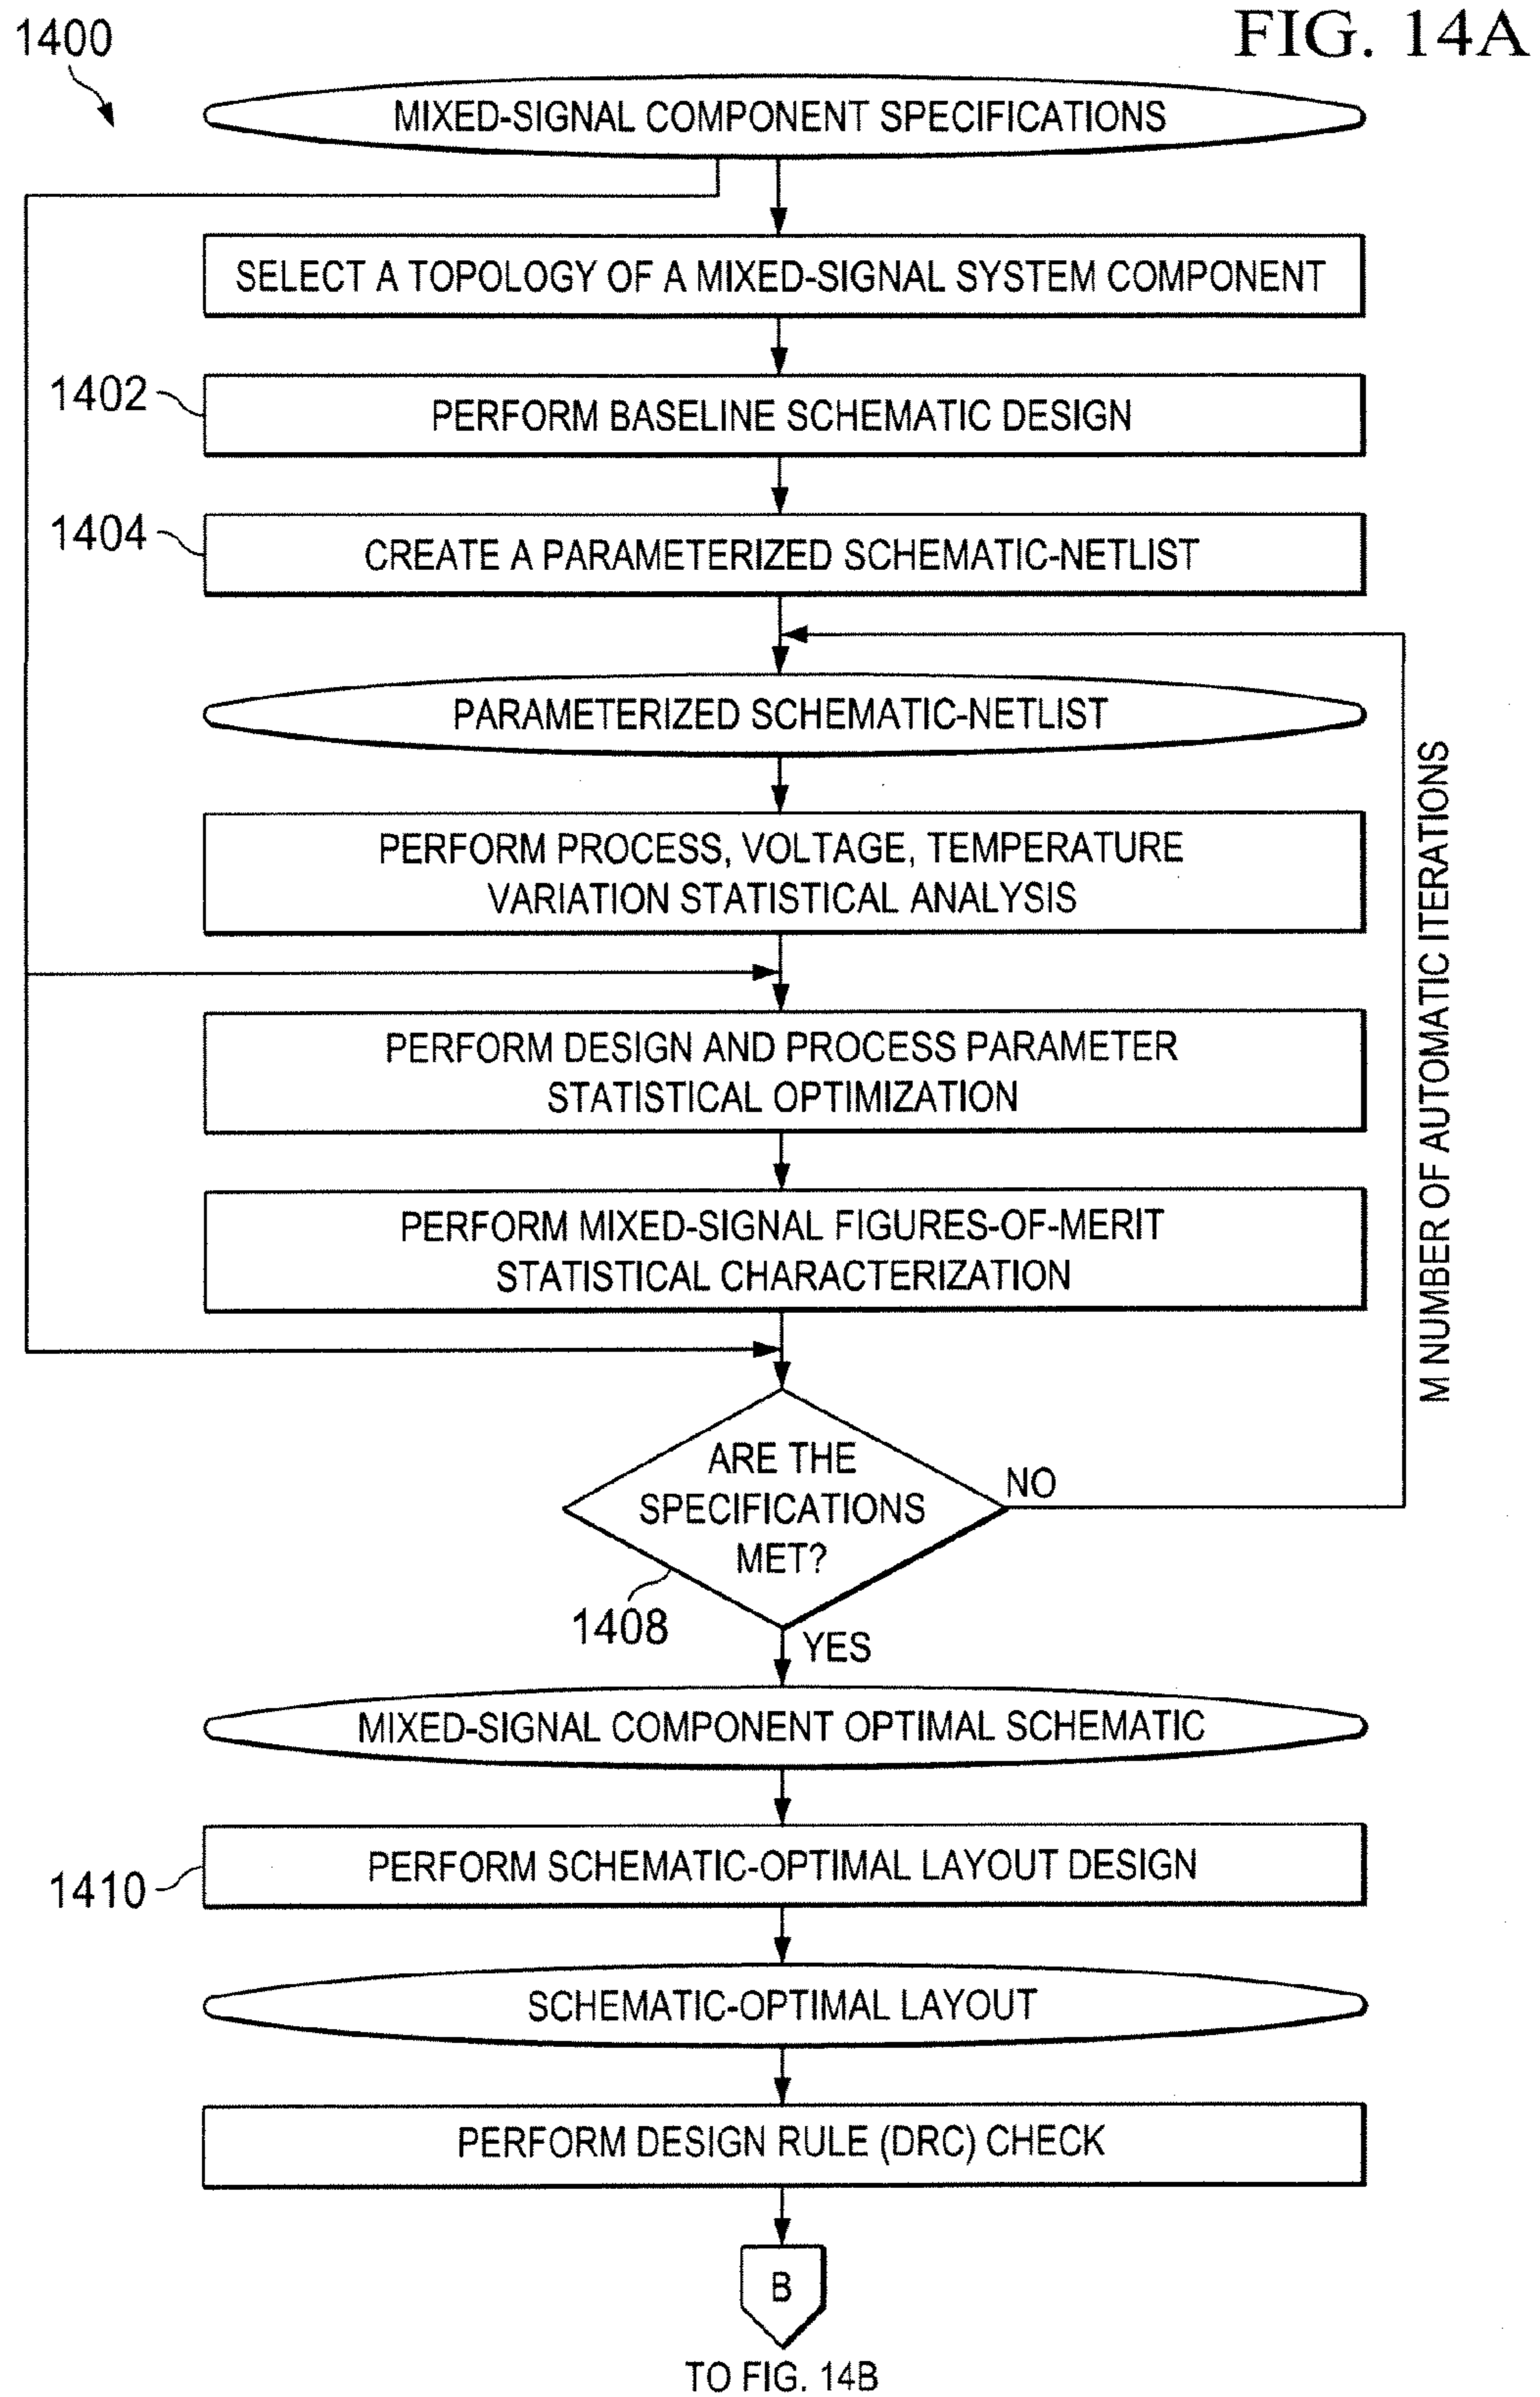 FIG. 14A
1400
MIXED-SIGNAL COMPONENT SPECIFICATIONS
SELECT A TOPOLOGY OF A MIXED-SIGNAL SYSTEM COMPONENT
1402
PERFORM BASELINE SCHEMATIC DESIGN
1404
CREATE A PARAMETERIZED SCHEMATIC-NETLIST
PARAMETERIZED SCHEMATIC-NETLIST
PERFORM PROCESS, VOLTAGE, TEMPERATURE
VARIATION STATISTICAL ANALYSIS
PERFORM DESIGN AND PROCESS PARAMETER
STATISTICAL OPTIMIZATION
PERFORM MIXED-SIGNAL FIGURES-OF-MERIT
STATISTICAL CHARACTERIZATION
M NUMBER OF AUTOMATIC ITERATIONS
ARE THE
SPECIFICATIONS
MET?
NO
1408
YES
MIXED-SIGNAL COMPONENT OPTIMAL SCHEMATIC
PERFORM SCHEMATIC-OPTIMAL LAYOUT DESIGN
1410
SCHEMATIC-OPTIMAL LAYOUT
PERFORM DESIGN RULE (DRC) CHECK
B
TO FIG. 14B